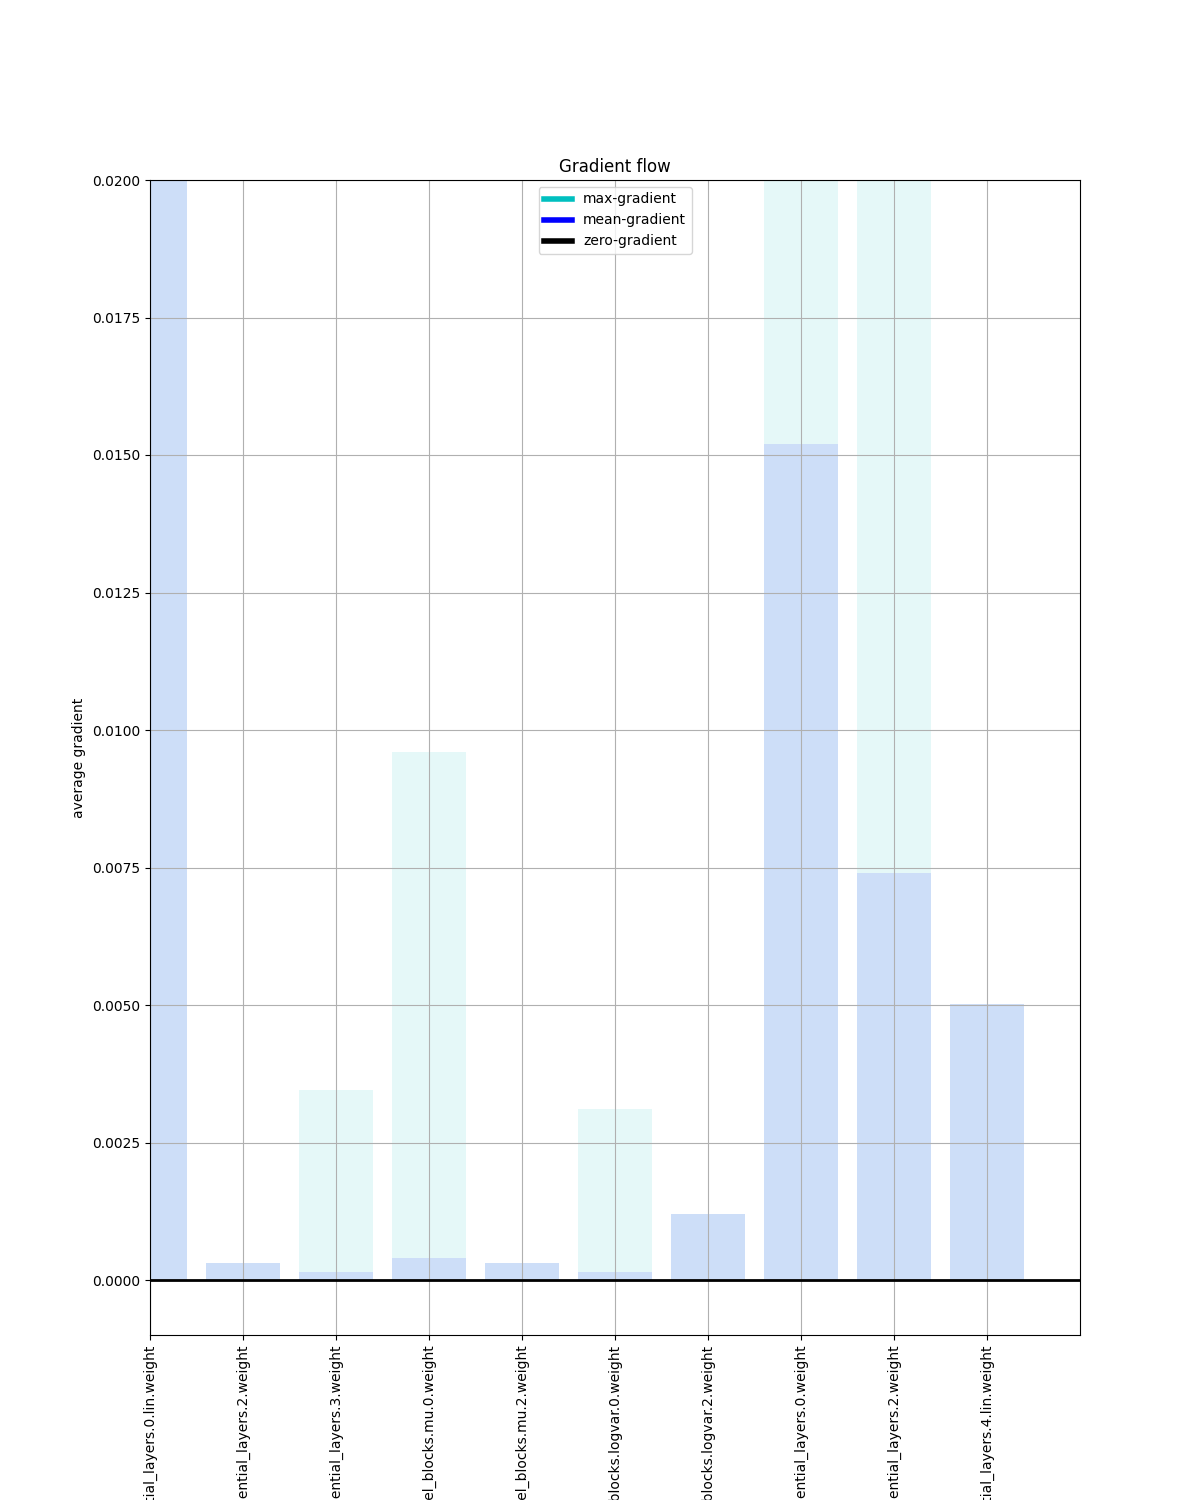 Gradient flow
max-gradient
mean-gradient
zero-gradient
0.0200
0.0175
0.0150
0.0125
0.0100
0.0075
0.0050
0.0025
0.0000
average gradient
tial_layers.0.lin.weight
ential_layers.2.weight
ential_layers.3.weight
el_blocks.mu.0.weight
el_blocks.mu.2.weight
blocks.logvar.0.weight
blocks.logvar.2.weight
ential_layers.0.weight
ential_layers.2.weight
tial_layers.4.lin.weight